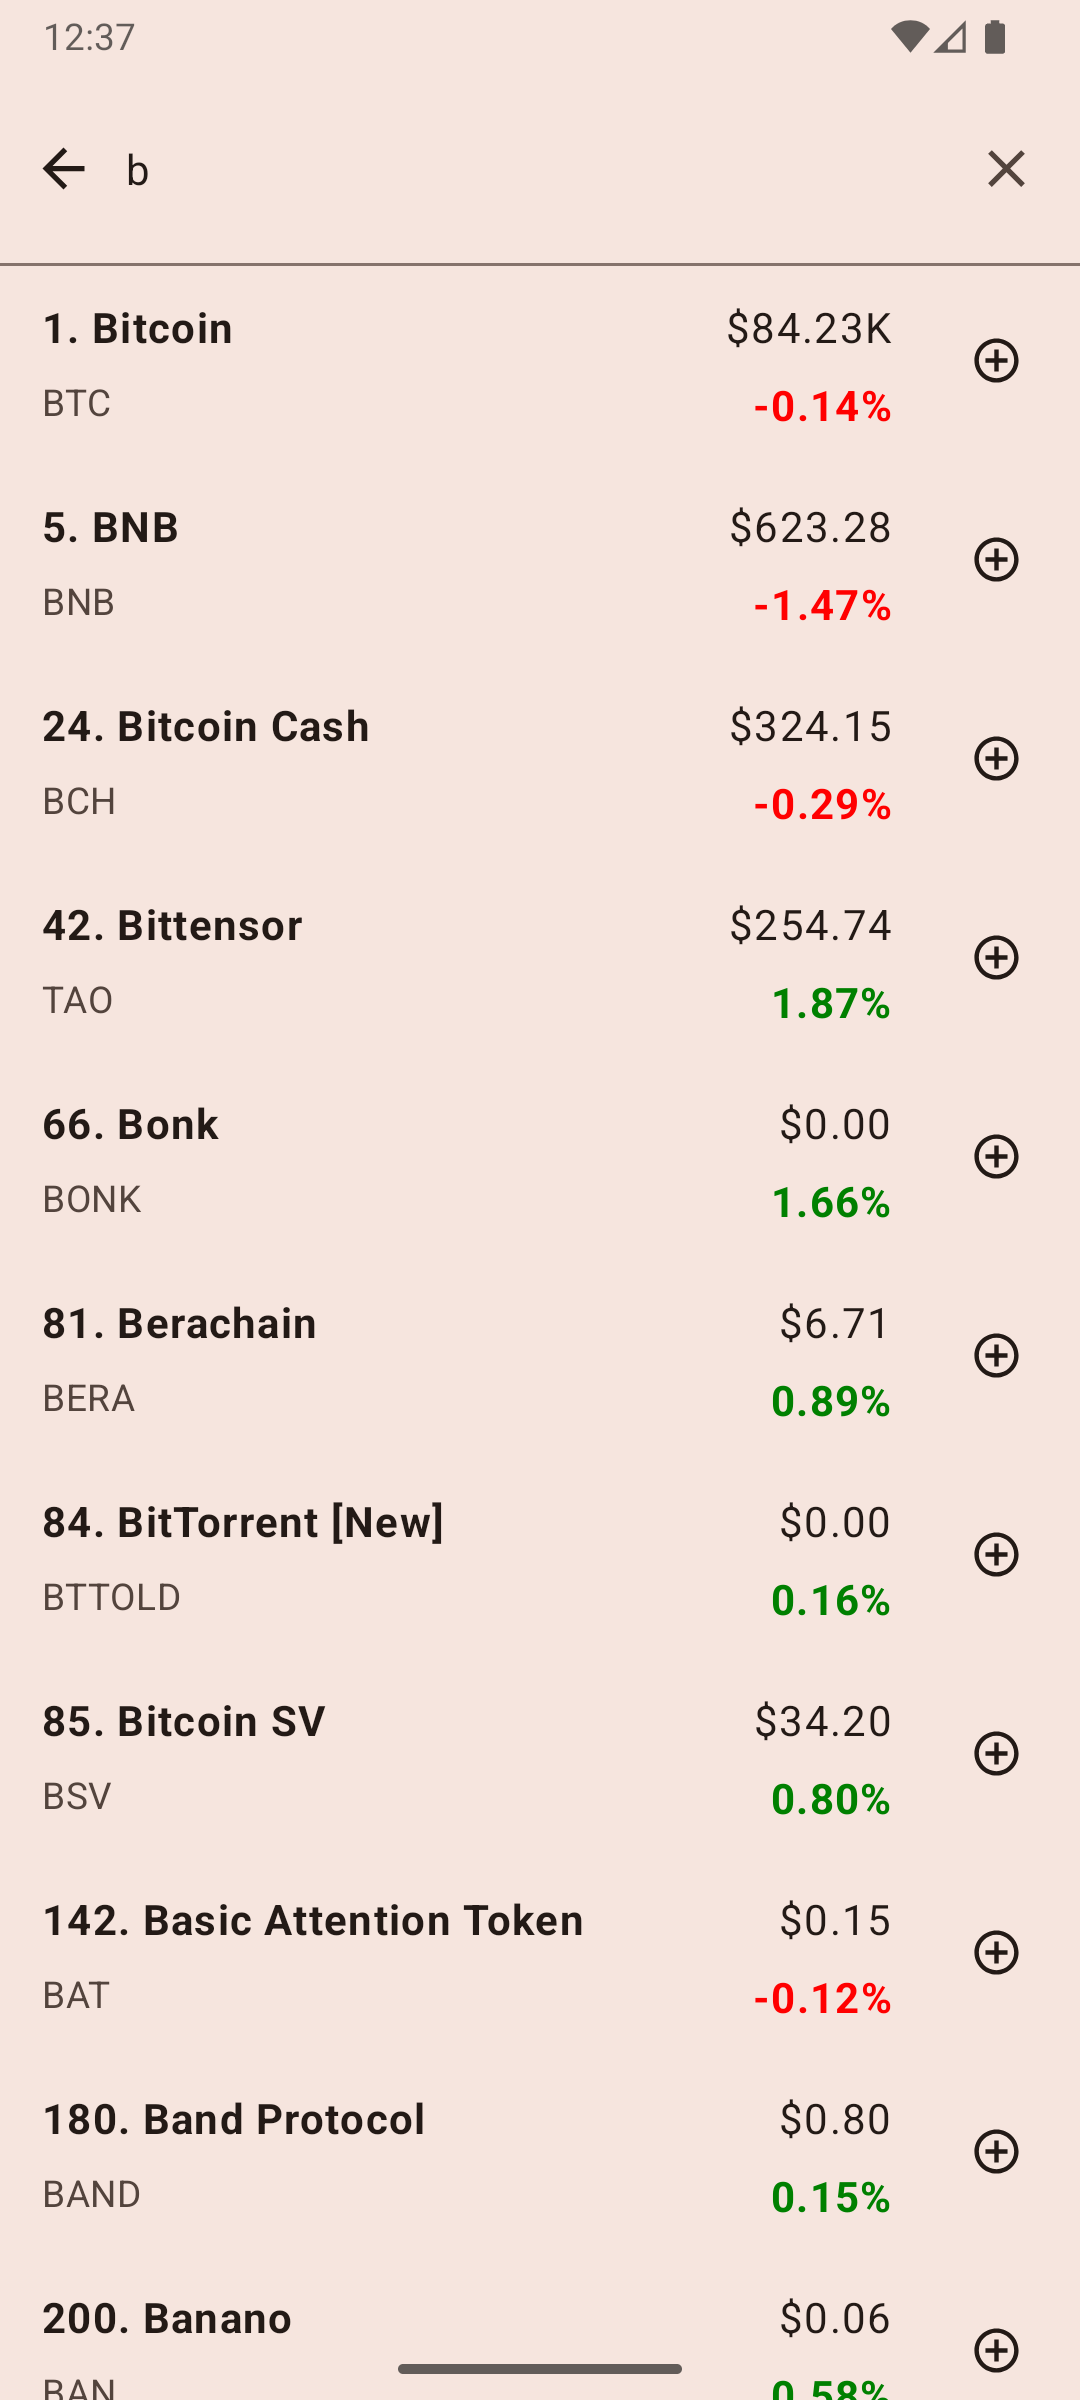 12:37
b
1. Bitcoin $84.23K
BTC -0.14%
5. BNB $623.28
BNB -1.47%
24. Bitcoin Cash $324.15
BCH -0.29%
42. Bittensor $254.74
TAO 1.87%
66. Bonk $0.00
BONK 1.66%
81. Berachain $6.71
BERA 0.89%
84. BitTorrent [New] $0.00
BTTOLD 0.16%
85. Bitcoin SV $34.20
BSV 0.80%
142. Basic Attention Token $0.15
BAT -0.12%
180. Band Protocol $0.80
BAND 0.15%
200. Banano $0.06
BAN 0.58%